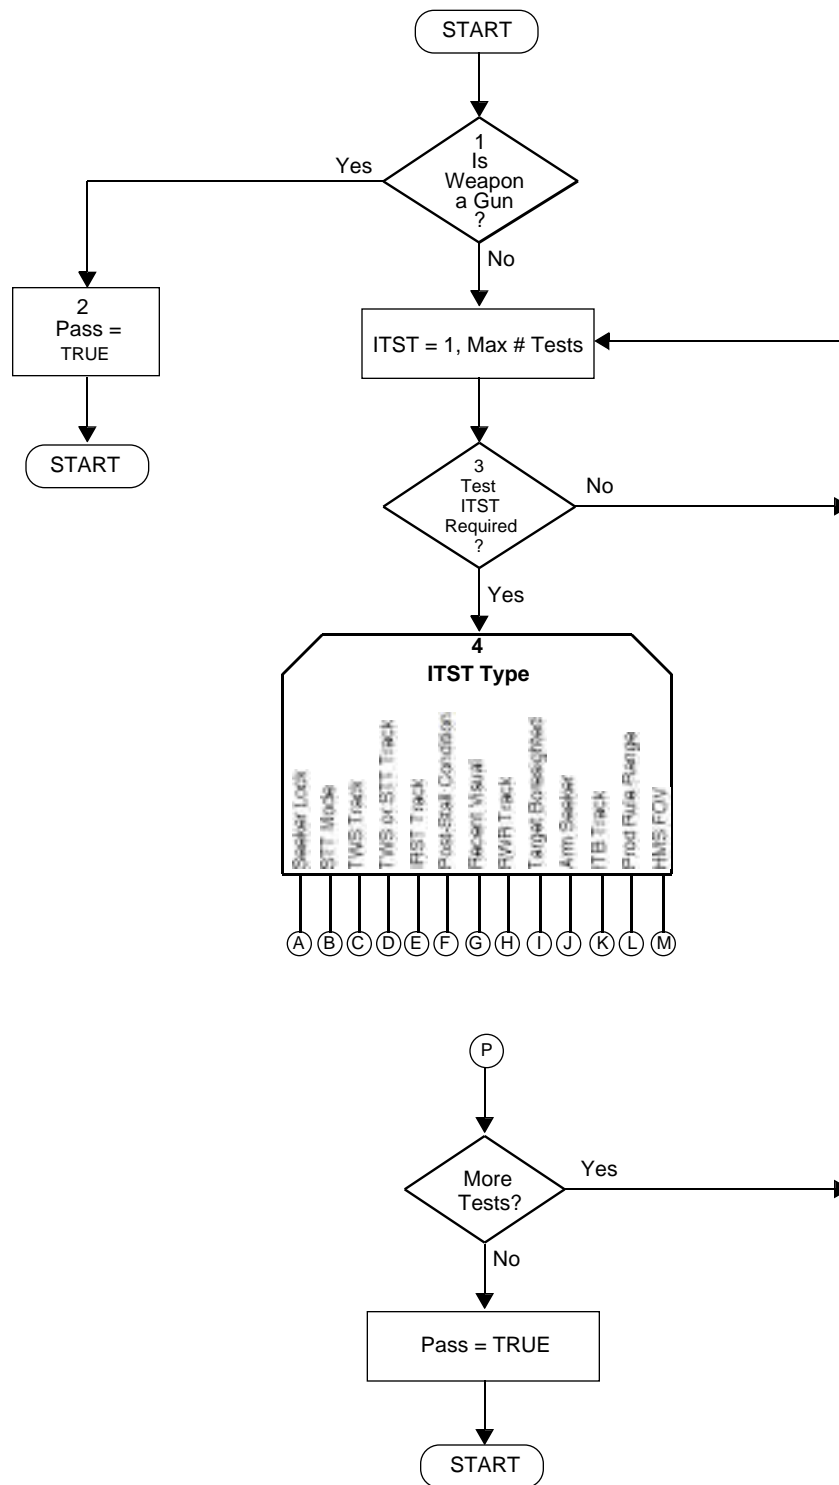 START
1
Is
Weapon
a Gun
?
Yes
No
2
Pass =
TRUE
START
ITST = 1, Max # Tests
3
Test
ITST
Required
?
No
Yes
4
ITST Type
Seeker Lock
STT Mode
TWS Track
TWS or STT Track
IRST Track
Post-Stall Condition
Recent Visual
RWR Track
Target Boresighted
Arm Seeker
ITB Track
Prod Rule Range
HMS FOV
A
B
C
D
E
F
G
H
I
J
K
L
M
P
More
Tests?
Yes
No
Pass = TRUE
START